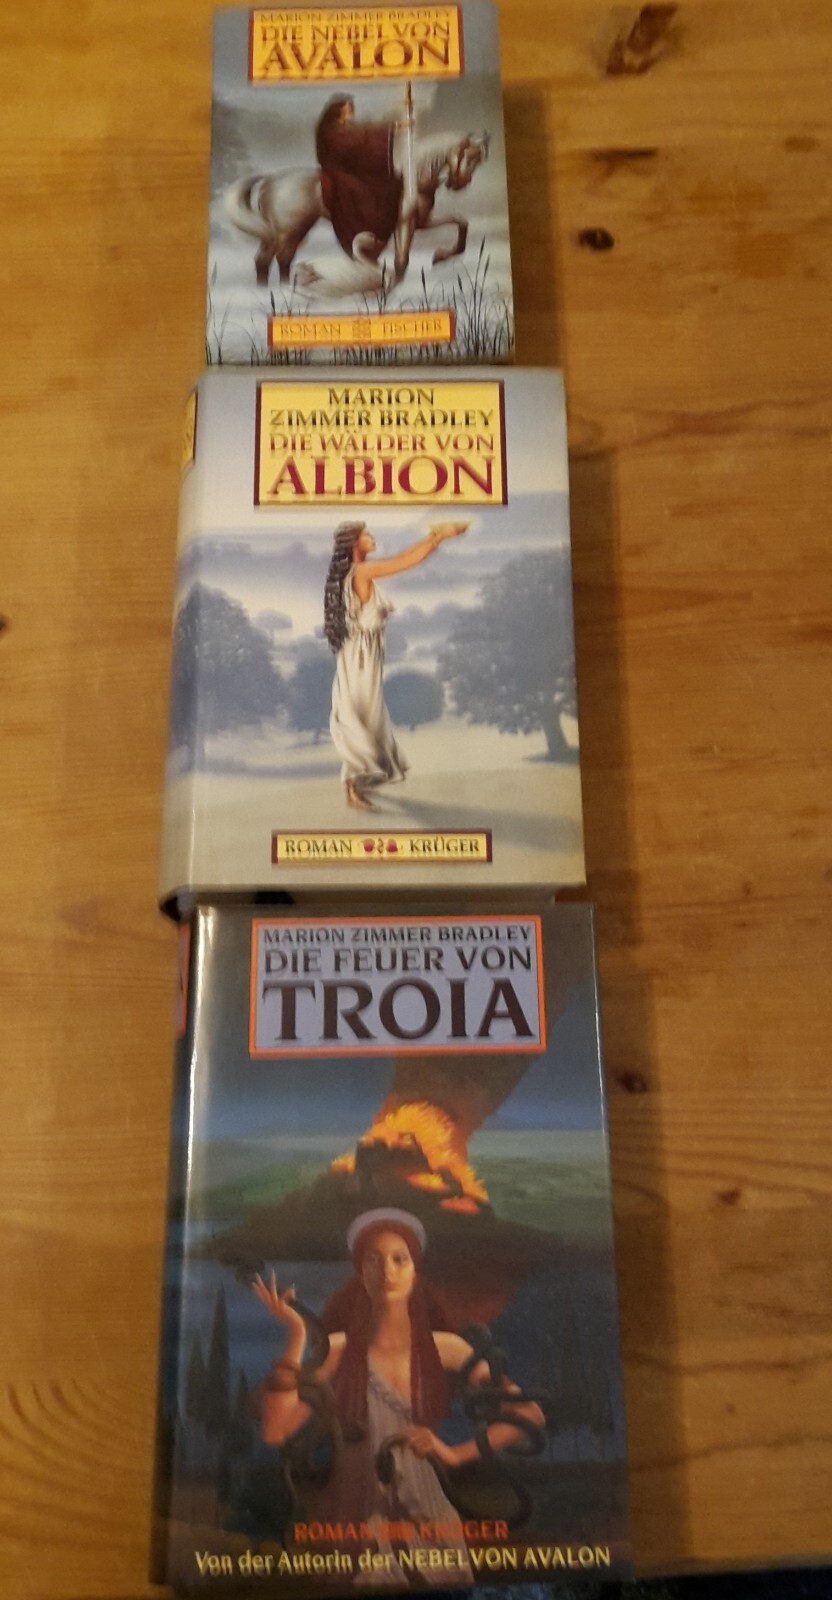 MARION ZIMMER BRADLEY
DIE NEBEL VON
AVALON
ROMAN FISCHER
MARION
ZIMMER BRADLEY
DIE WÄLDER VON
ALBION
ROMAN KRÜGER
MARION ZIMMER BRADLEY
DIE FEUER VON
TROIA
ROMAN KRÜGER
Von der Autorin der NEBEL VON AVALON